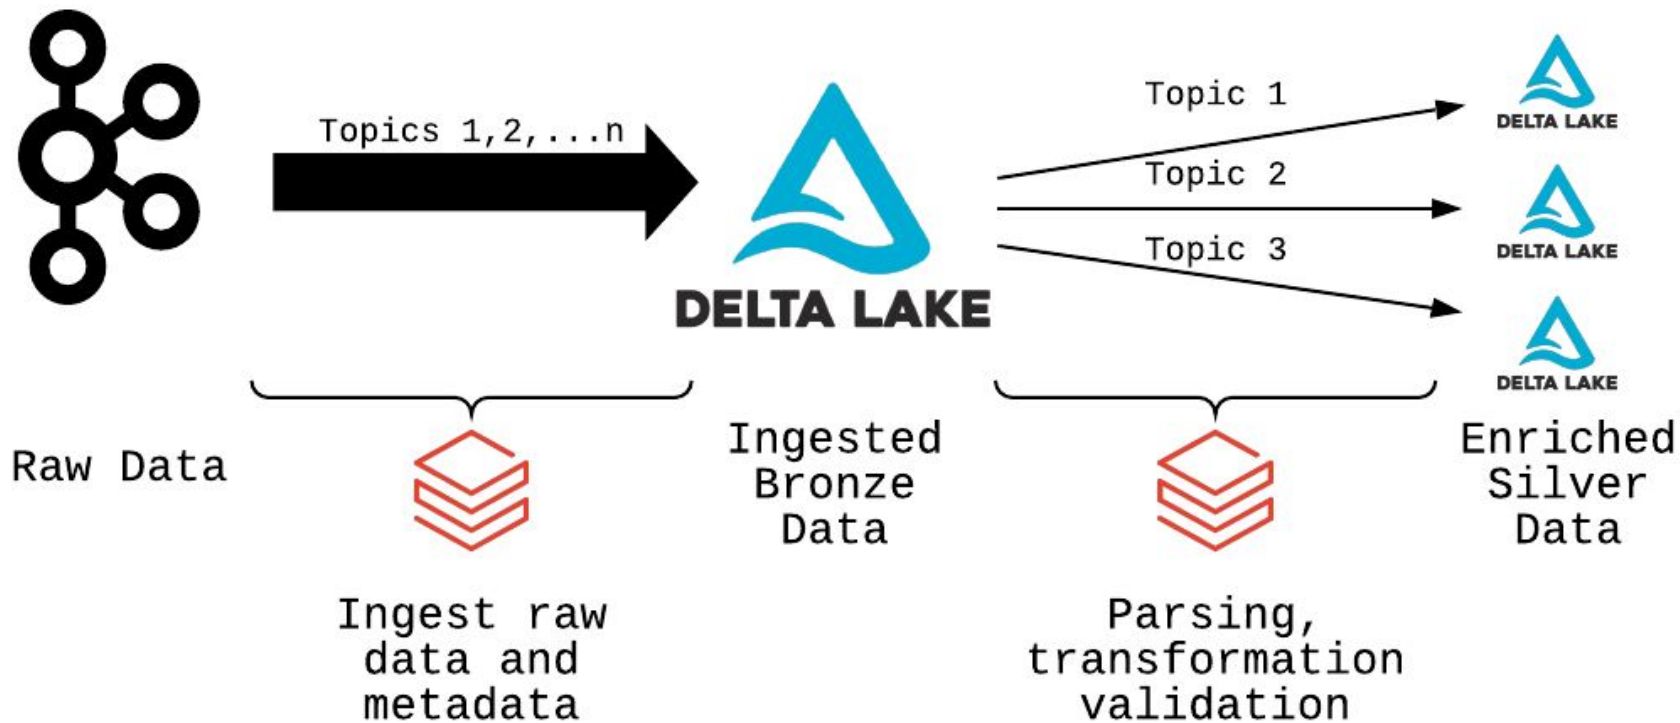 Topics 1,2,...n
DELTA LAKE
Topic 1
Topic 2
Topic 3
DELTA LAKE
DELTA LAKE
DELTA LAKE
Raw Data
Ingest raw
data and
metadata
Ingested
Bronze
Data
Parsing,
transformation
validation
Enriched
Silver
Data